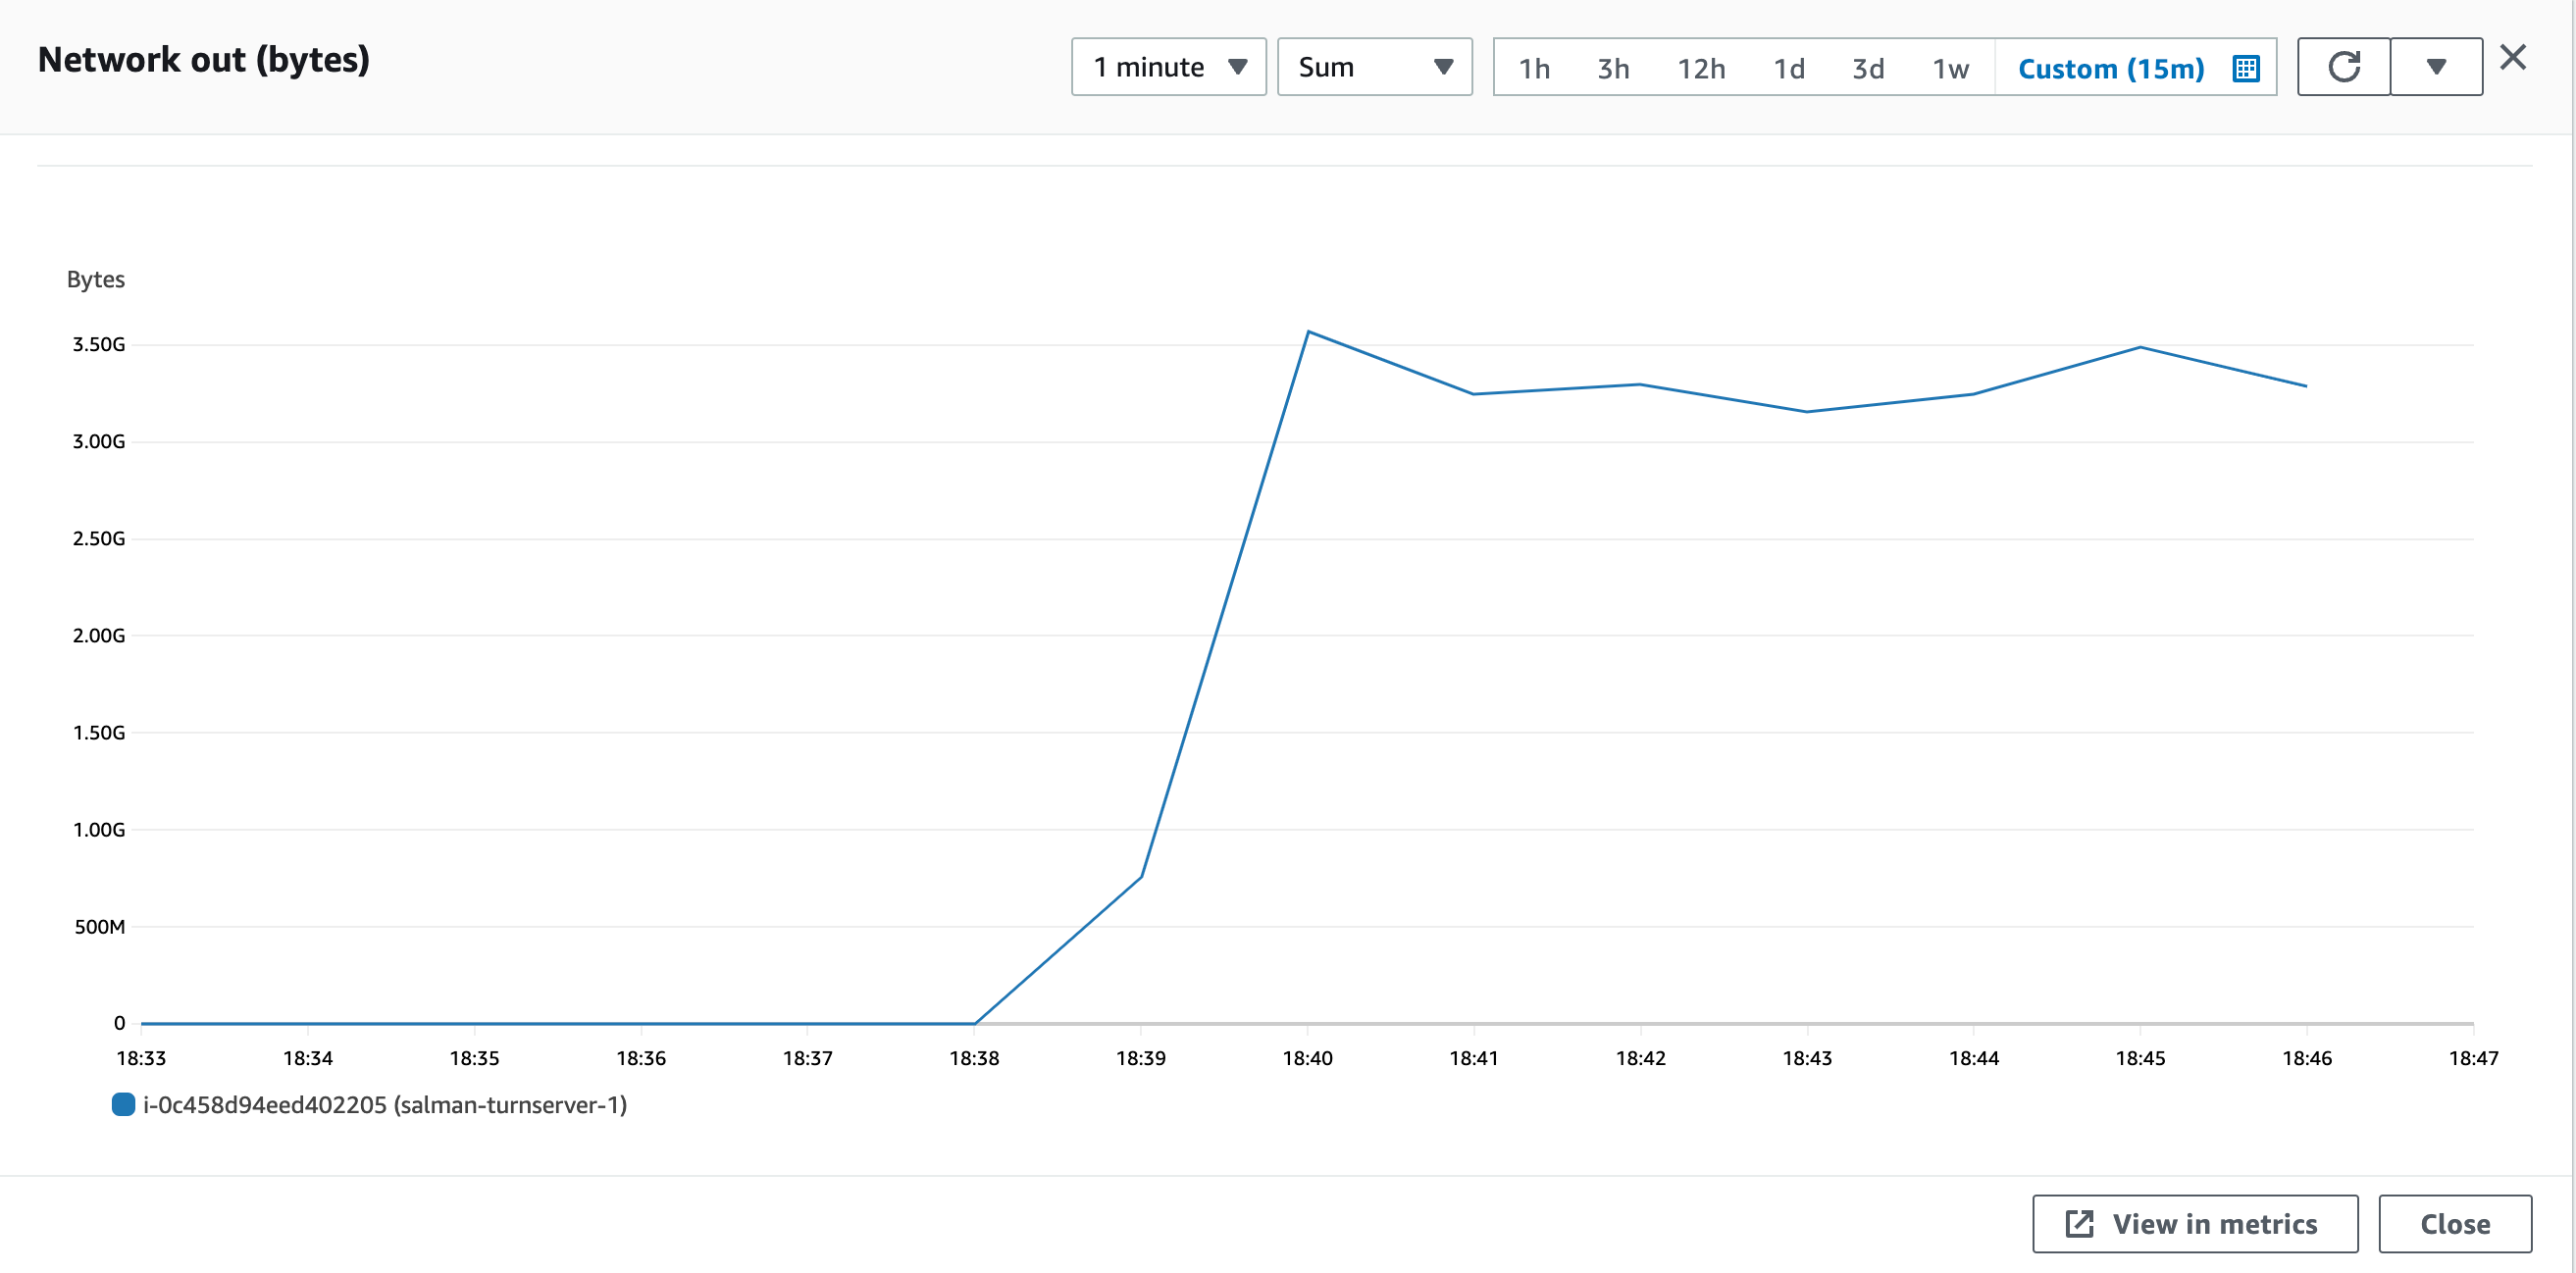 Network out (bytes)
1 minute
Sum
1h 3h 12h 1d 3d 1w Custom (15m)
Bytes
3.50G
3.00G
2.50G
2.00G
1.50G
1.00G
500M
0
18:33 18:34 18:35 18:36 18:37 18:38 18:39 18:40 18:41 18:42 18:43 18:44 18:45 18:46 18:47
i-0c458d94eed402205 (salman-turnserver-1)
View in metrics
Close